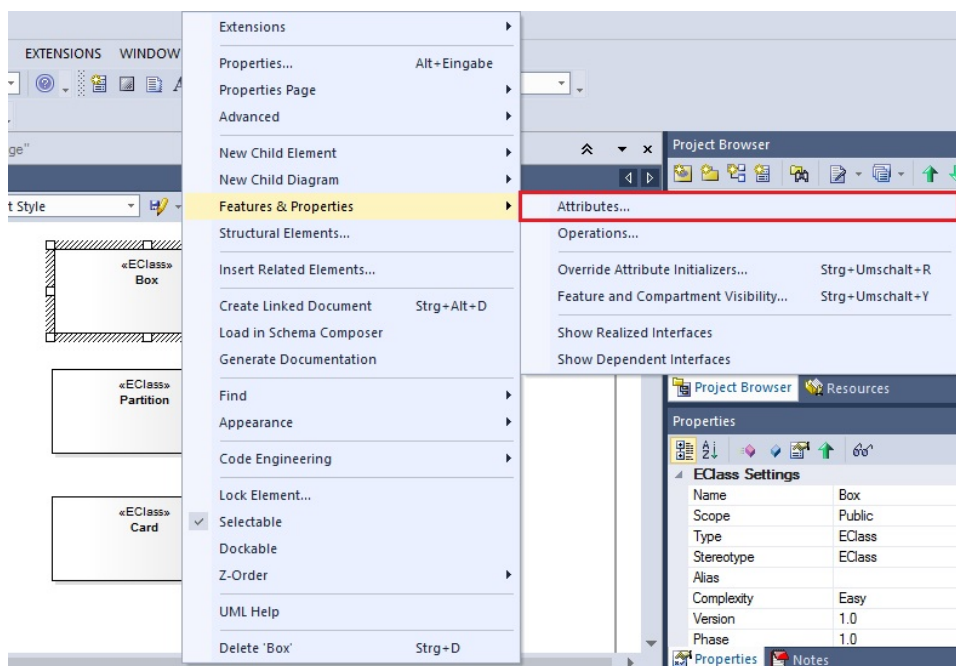 EXTENSIONS WINDOW
ge"
t Style
«EClass»
Box
«EClass»
Partition
«EClass»
Card
Extensions
Properties... Alt+Eingabe
Properties Page
Advanced
New Child Element
New Child Diagram
Features & Properties
Structural Elements...
Insert Related Elements...
Create Linked Document Strg+Alt+D
Load in Schema Composer
Generate Documentation
Find
Appearance
Code Engineering
Lock Element...
Selectable
Dockable
Z-Order
UML Help
Delete 'Box' Strg+D
Attributes...
Operations...
Override Attribute Initializers... Strg+Umschalt+R
Feature and Compartment Visibility... Strg+Umschalt+Y
Show Realized Interfaces
Show Dependent Interfaces
Project Browser
Project Browser Resources
Properties
EClass Settings
Name Box
Scope Public
Type EClass
Stereotype EClass
Alias
Complexity Easy
Version 1.0
Phase 1.0
Properties Notes